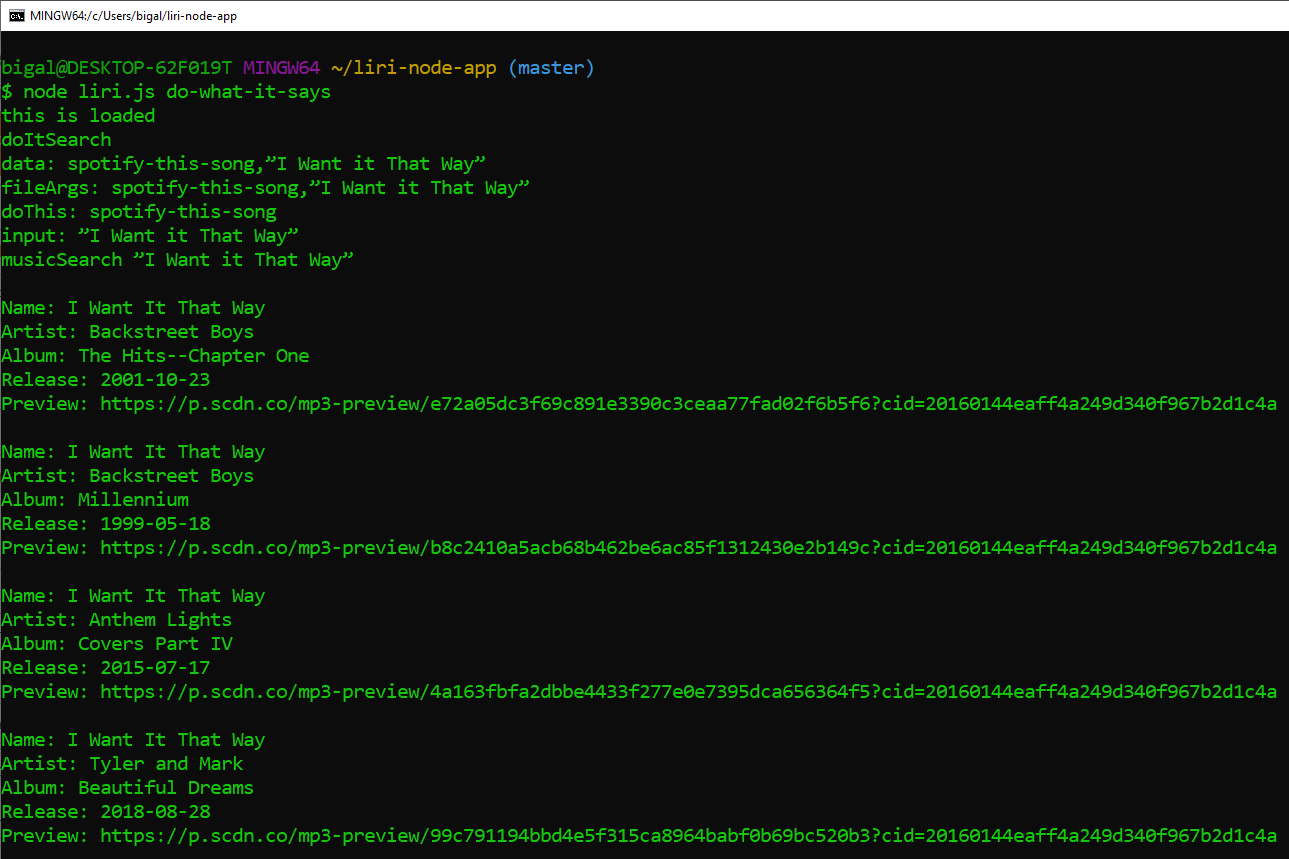 MINGW64:/c/Users/bigal/liri-node-app
bigal@DESKTOP-62F019T MINGW64 ~/liri-node-app (master)
$ node liri.js do-what-it-says
this is loaded
doItSearch
data: spotify-this-song,”I Want it That Way”
fileArgs: spotify-this-song,”I Want it That Way”
doThis: spotify-this-song
input: ”I Want it That Way”
musicSearch ”I Want it That Way”
Name: I Want It That Way
Artist: Backstreet Boys
Album: The Hits--Chapter One
Release: 2001-10-23
Preview: https://p.scdn.co/mp3-preview/e72a05dc3f69c891e3390c3ceaa77fad02f6b5f6?cid=20160144eaff4a249d340f967b2d1c4a
Name: I Want It That Way
Artist: Backstreet Boys
Album: Millennium
Release: 1999-05-18
Preview: https://p.scdn.co/mp3-preview/b8c2410a5acb68b462be6ac85f1312430e2b149c?cid=20160144eaff4a249d340f967b2d1c4a
Name: I Want It That Way
Artist: Anthem Lights
Album: Covers Part IV
Release: 2015-07-17
Preview: https://p.scdn.co/mp3-preview/4a163fbfa2dbbe4433f277e0e7395dca656364f5?cid=20160144eaff4a249d340f967b2d1c4a
Name: I Want It That Way
Artist: Tyler and Mark
Album: Beautiful Dreams
Release: 2018-08-28
Preview: https://p.scdn.co/mp3-preview/99c791194bbd4e5f315ca8964babf0b69bc520b3?cid=20160144eaff4a249d340f967b2d1c4a